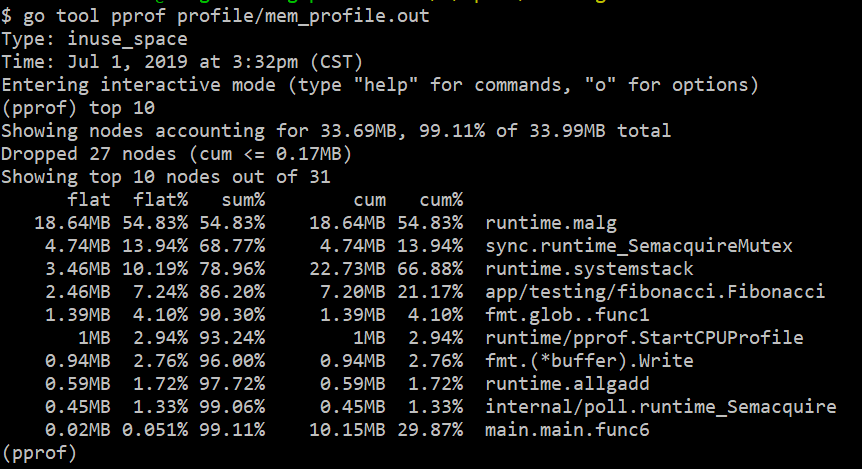 $ go tool pprof profile/mem_profile.out
Type: inuse_space
Time: Jul 1, 2019 at 3:32pm (CST)
Entering interactive mode (type "help" for commands, "o" for options)
(pprof) top 10
Showing nodes accounting for 33.69MB, 99.11% of 33.99MB total
Dropped 27 nodes (cum <= 0.17MB)
Showing top 10 nodes out of 31
      flat  flat%   sum%        cum   cum%
   18.64MB 54.83% 54.83%    18.64MB 54.83%  runtime.malg
    4.74MB 13.94% 68.77%     4.74MB 13.94%  sync.runtime_SemacquireMutex
    3.46MB 10.19% 78.96%    22.73MB 66.88%  runtime.systemstack
    2.46MB  7.24% 86.20%     7.20MB 21.17%  app/testing/fibonacci.Fibonacci
    1.39MB  4.10% 90.30%     1.39MB  4.10%  fmt.glob..func1
       1MB  2.94% 93.24%        1MB  2.94%  runtime/pprof.StartCPUProfile
    0.94MB  2.76% 96.00%     0.94MB  2.76%  fmt.(*buffer).Write
    0.59MB  1.72% 97.72%     0.59MB  1.72%  runtime.allgadd
    0.45MB  1.33% 99.06%     0.45MB  1.33%  internal/poll.runtime_Semacquire
    0.02MB 0.051% 99.11%    10.15MB 29.87%  main.main.func6
(pprof)